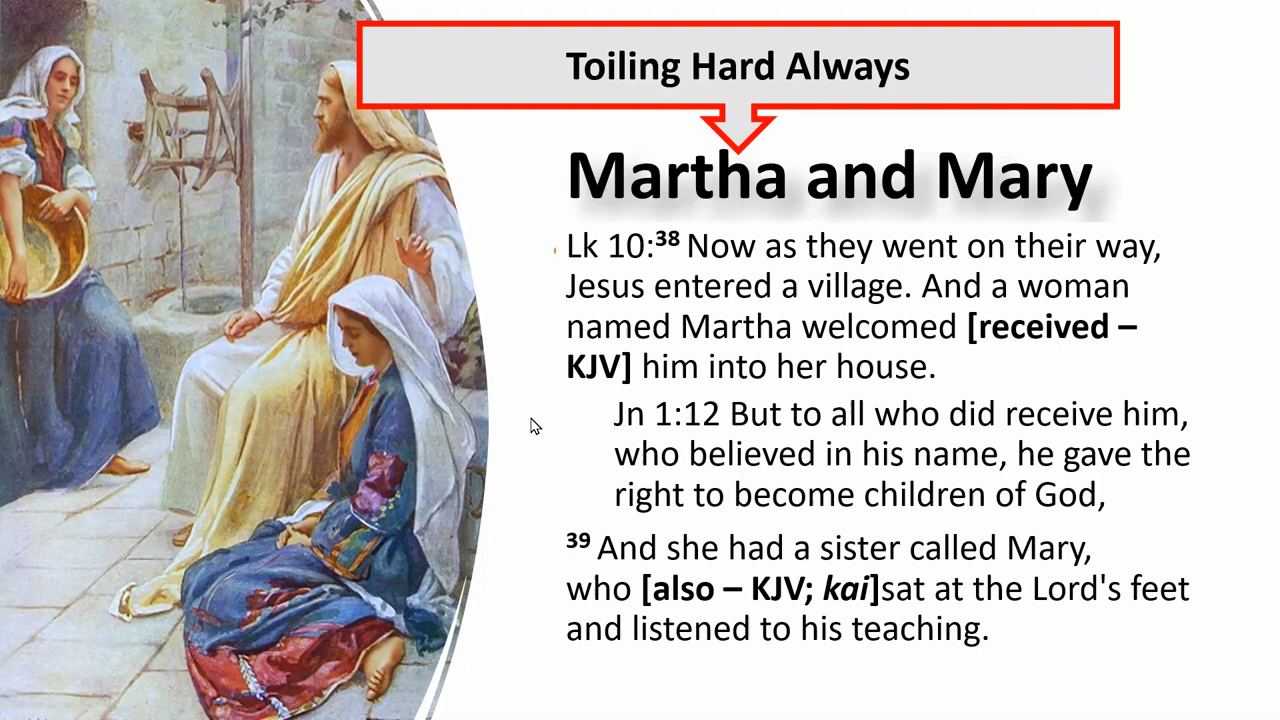 Toiling Hard Always
Martha and Mary
Lk 10:38 Now as they went on their way,
Jesus entered a village. And a woman
named Martha welcomed [received –
KJV] him into her house.
Jn 1:12 But to all who did receive him,
who believed in his name, he gave the
right to become children of God,
39 And she had a sister called Mary,
who [also – KJV; kai]sat at the Lord's feet
and listened to his teaching.